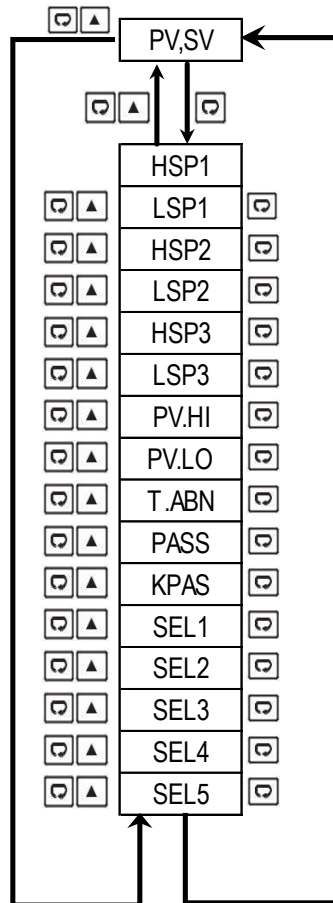 PV,SV
HSP1
LSP1
HSP2
LSP2
HSP3
LSP3
PV.HI
PV.LO
T.ABN
PASS
KPAS
SEL1
SEL2
SEL3
SEL4
SEL5